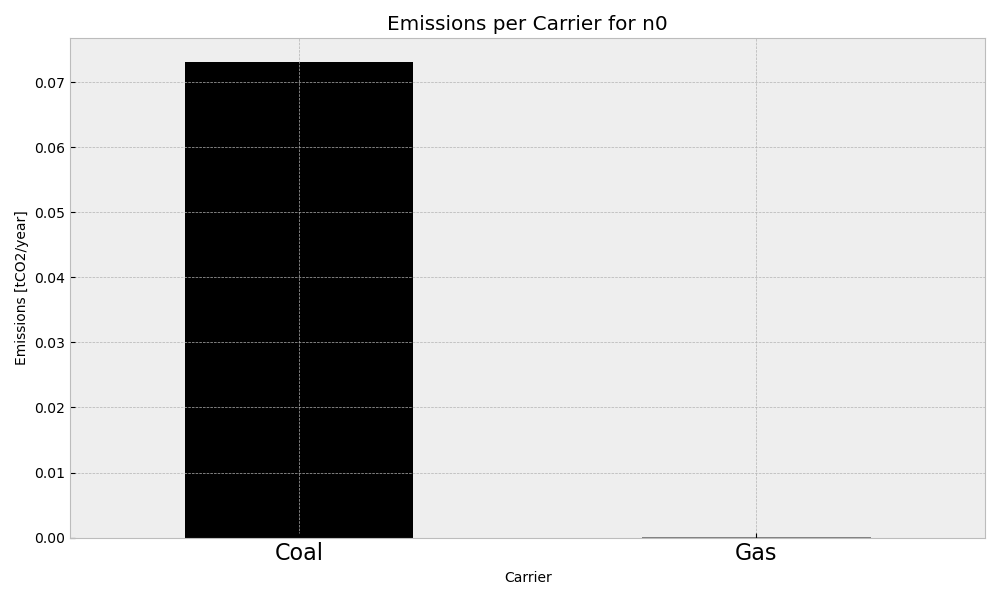 Emissions per Carrier for n0
Emissions [tCO2/year]
0.07
0.06
0.05
0.04
0.03
0.02
0.01
0.00
Coal
Gas
Carrier